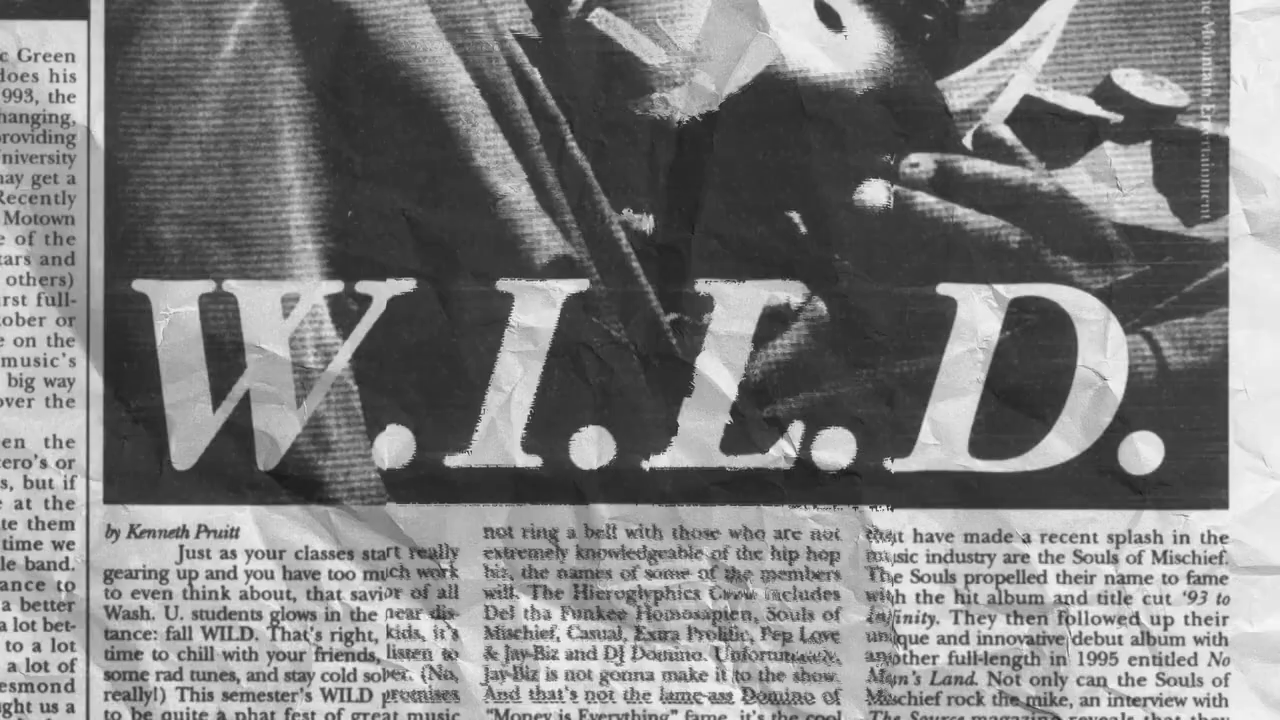 c Green
does his
993, the
hanging,
roviding
niversity
may get a
Recently
Motown
e of the
tars and
others)
irst full-
tober or
e on the
music's
big way
over the
en the
ero's or
s, but if
e at the
te them
time we
le band.
ance to
a better
a lot bet-
to a lot
a lot of
esmond
ught us a
Mountain Entertainment
W.I.L.D.
by Kenneth Pruitt
Just as your classes start really
gearing up and you have too much work
to even think about, that savior of all
Wash. U. students glows in the near dis-
tance: fall WILD. That's right, kids, it's
time to chill with your friends, listen to
some rad tunes, and stay cold sober. (No,
really!) This semester's WILD promises
to be quite a phat fest of great music
not ring a bell with those who are not
extremely knowledgeable of the hip hop
biz, the names of some of the members
will. The Hieroglyphics Crew includes
Del tha Funkee Homosapien, Souls of
Mischief, Casual, Extra Prolific, Pep Love
& Jay-Biz and DJ Domino. Unfortunately,
Jay-Biz is not gonna make it to the show.
And that's not the lame-ass Domino of
"Money is Everything" fame, it's the cool
that have made a recent splash in the
music industry are the Souls of Mischief.
The Souls propelled their name to fame
with the hit album and title cut '93 to
Infinity. They then followed up their
unique and innovative debut album with
another full-length in 1995 entitled No
Man's Land. Not only can the Souls of
Mischief rock the mike, an interview with
The Source magazine reveals that